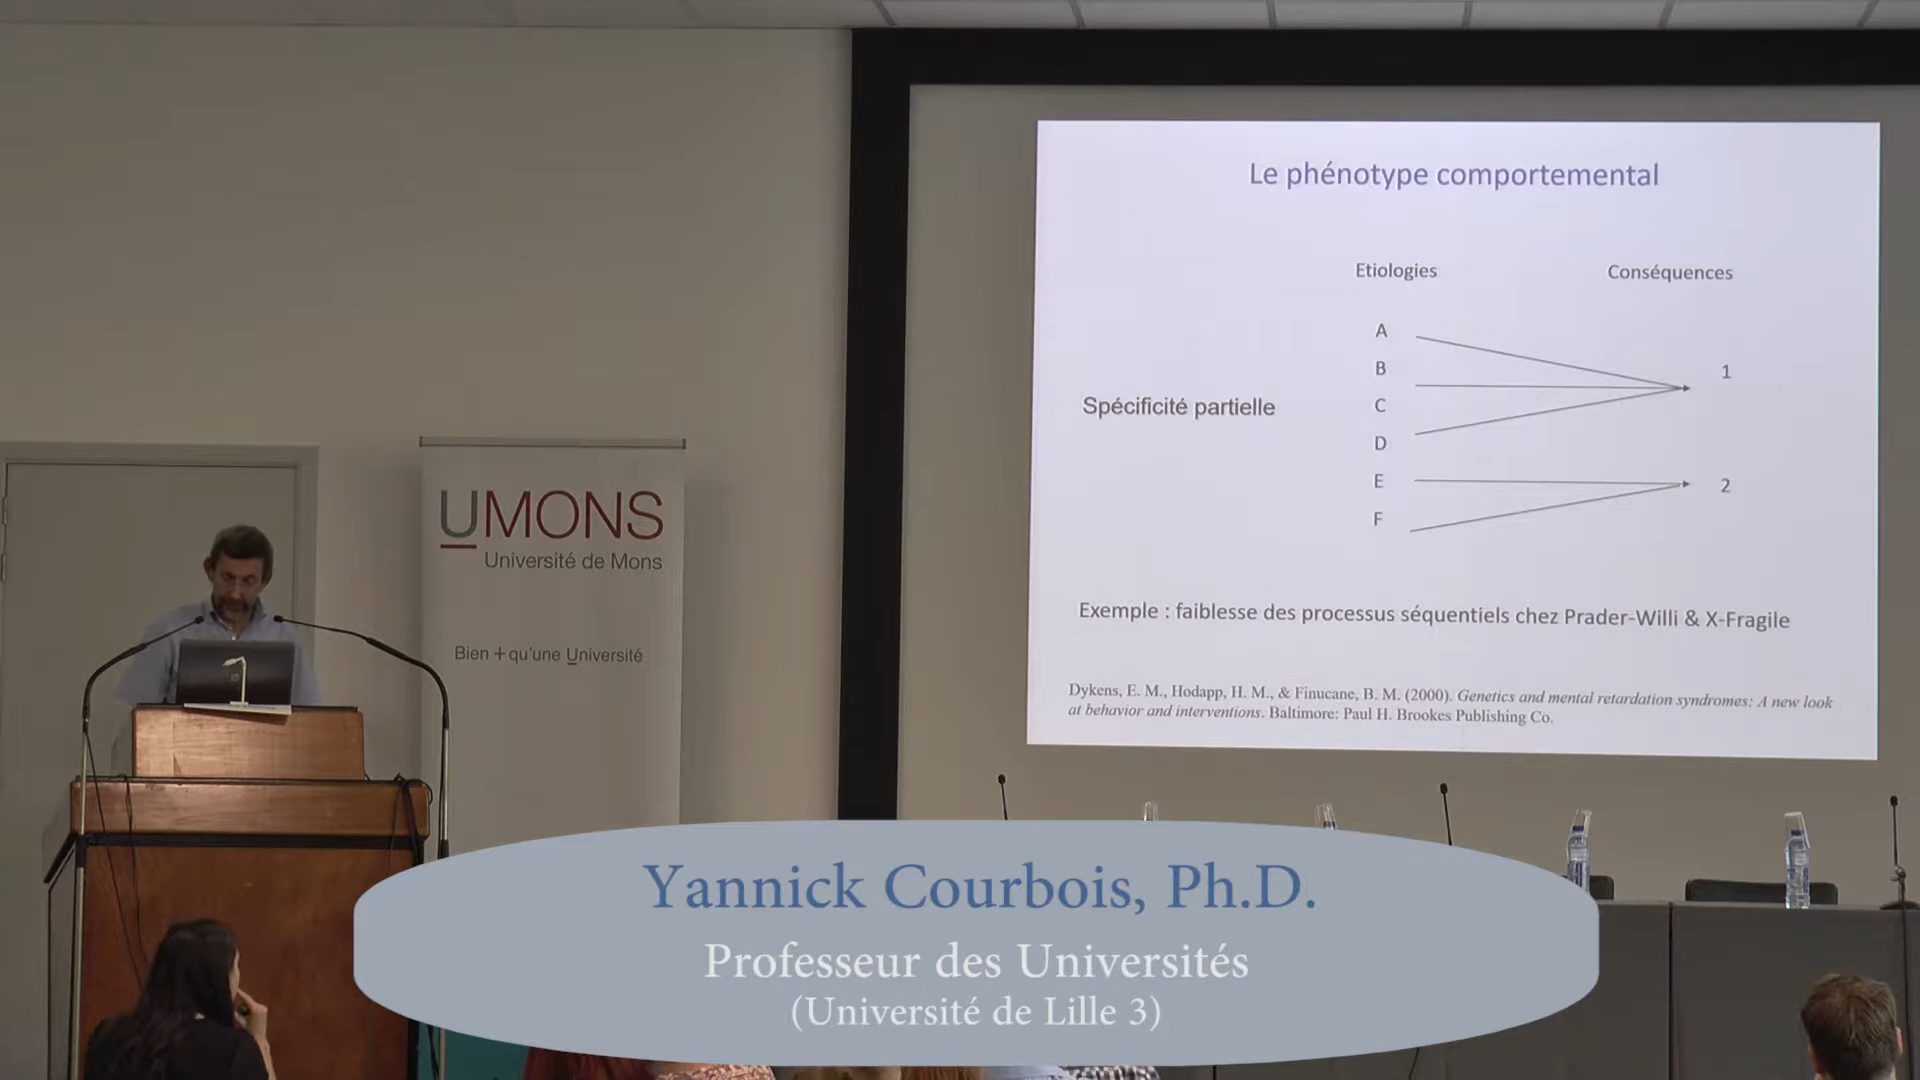 Le phénotype comportemental
Etiologies
Conséquences
A
B
C
D
E
F
1
2
Spécificité partielle
Exemple : faiblesse des processus séquentiels chez Prader-Willi & X-Fragile
Dykens, E. M., Hodapp, H. M., & Finucane, B. M. (2000). Genetics and mental retardation syndromes: A new look
at behavior and interventions. Baltimore: Paul H. Brookes Publishing Co.
UMONS
Université de Mons
Bien + qu'une Université
Yannick Courbois, Ph.D.
Professeur des Universités
(Université de Lille 3)